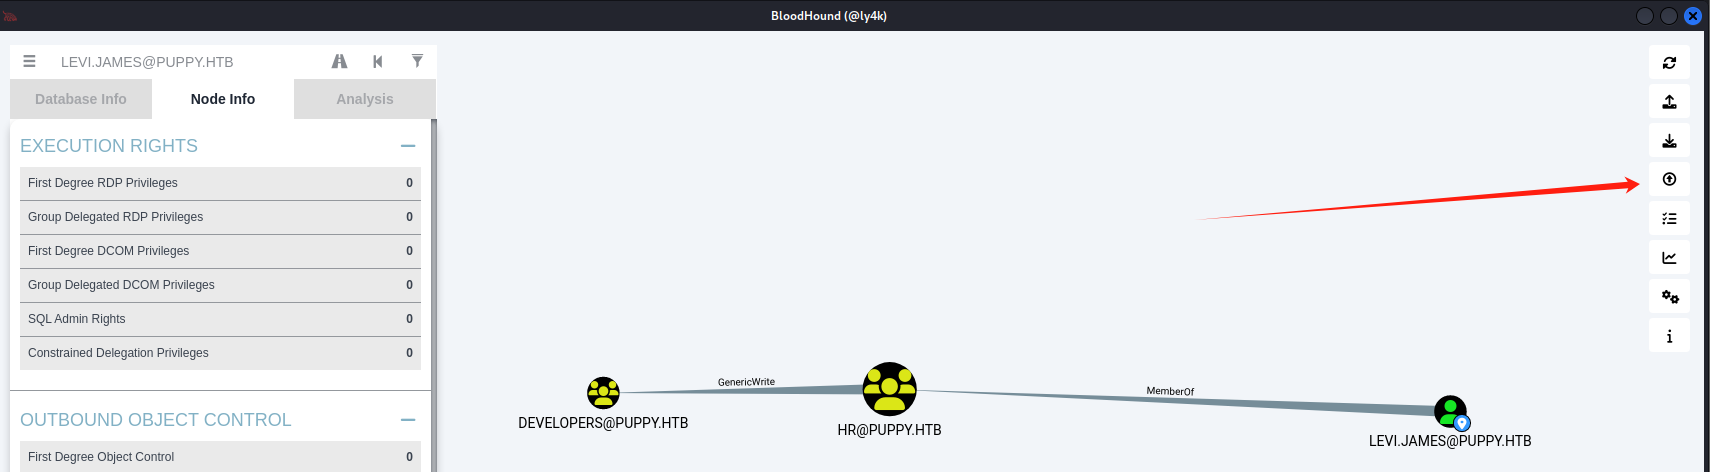 BloodHound (@ly4k)
LEVI.JAMES@PUPPY.HTB
Database Info
Node Info
Analysis
EXECUTION RIGHTS
First Degree RDP Privileges 0
Group Delegated RDP Privileges 0
First Degree DCOM Privileges 0
Group Delegated DCOM Privileges 0
SQL Admin Rights 0
Constrained Delegation Privileges 0
OUTBOUND OBJECT CONTROL
First Degree Object Control 0
GenericWrite
MemberOf
DEVELOPERS@PUPPY.HTB
HR@PUPPY.HTB
LEVI.JAMES@PUPPY.HTB